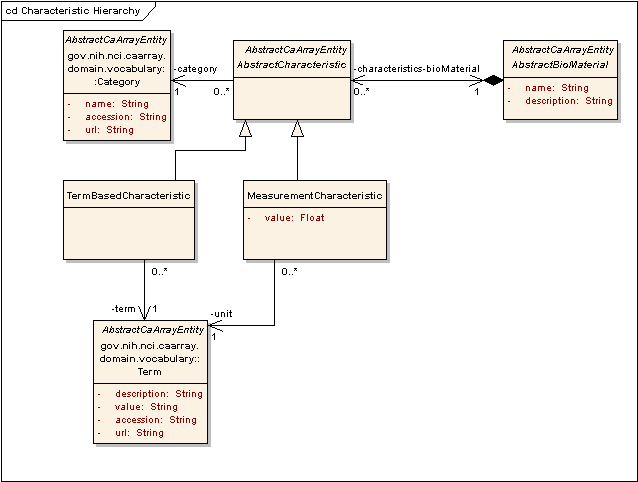 cd Characteristic Hierarchy
AbstractCaArrayEntity
gov.nih.nci.caarray.
domain.vocabulary:
:Category
- name: String
- accession: String
- url: String
-category
1
0..*
AbstractCaArrayEntity
AbstractCharacteristic
-characteristics
-bioMaterial
0..*
1
AbstractCaArrayEntity
AbstractBioMaterial
- name: String
- description: String
TermBasedCharacteristic
MeasurementCharacteristic
- value: Float
0..*
0..*
-term
1
-unit
1
AbstractCaArrayEntity
gov.nih.nci.caarray.
domain.vocabulary::
Term
- description: String
- value: String
- accession: String
- url: String